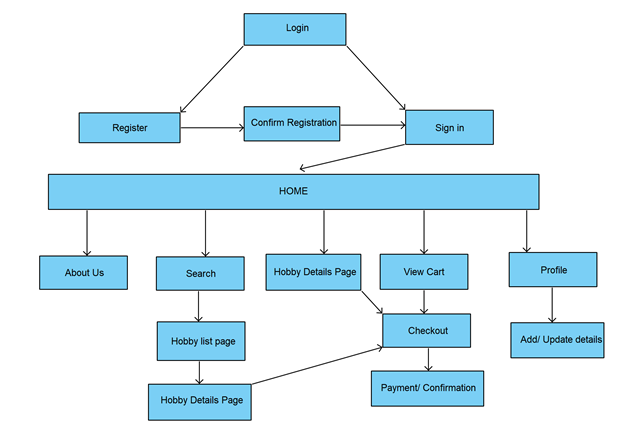 Login
Register
Confirm Registration
Sign in
HOME
About Us
Search
Hobby Details Page
View Cart
Profile
Hobby list page
Checkout
Add/ Update details
Hobby Details Page
Payment/ Confirmation